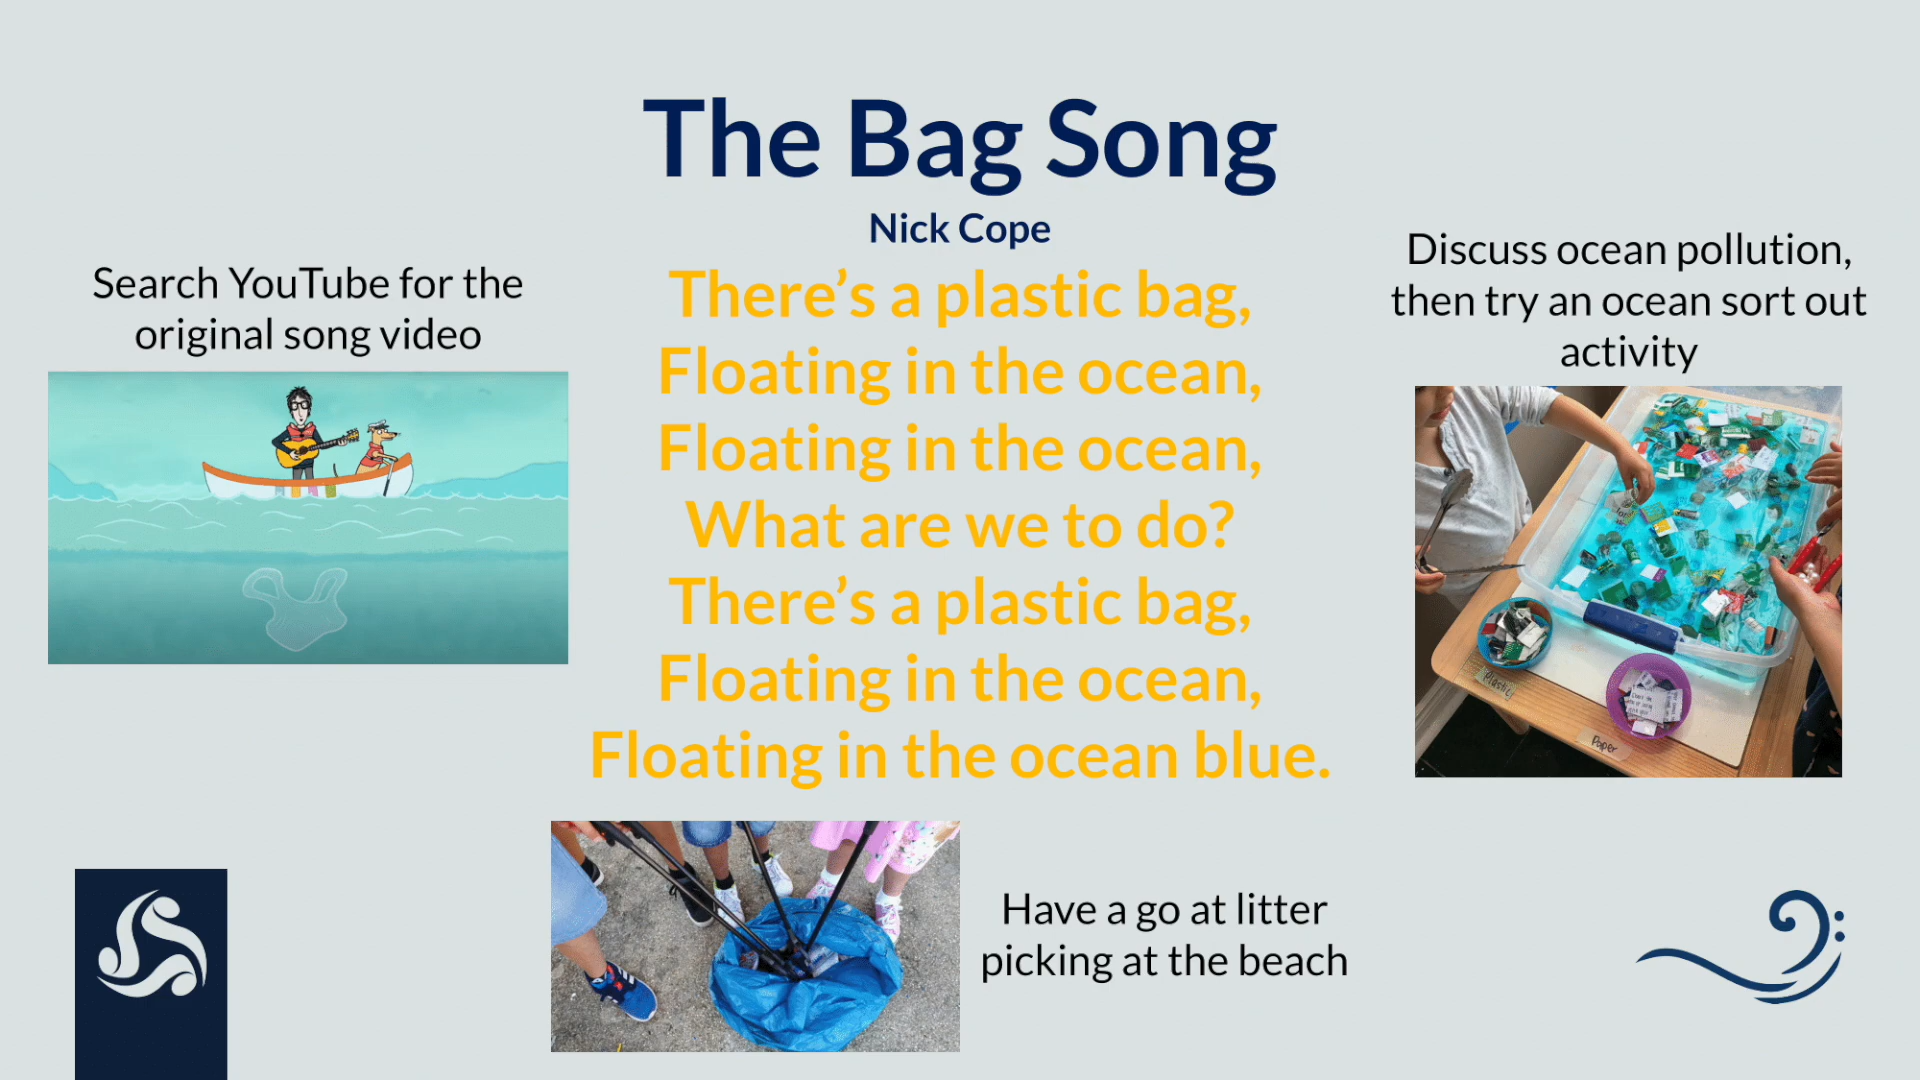 The Bag Song
Nick Cope
Search YouTube for the
original song video
There's a plastic bag,
Floating in the ocean,
Floating in the ocean,
What are we to do?
There's a plastic bag,
Floating in the ocean,
Floating in the ocean blue.
Discuss ocean pollution,
then try an ocean sort out
activity
Plastic
Paper
Have a go at litter
picking at the beach